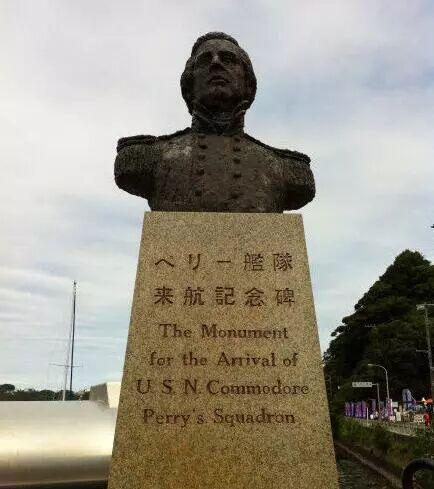 ペリー艦隊
来航記念碑
The Monument
for the Arrival of
U. S. N. Commodore
Perry's Squadron